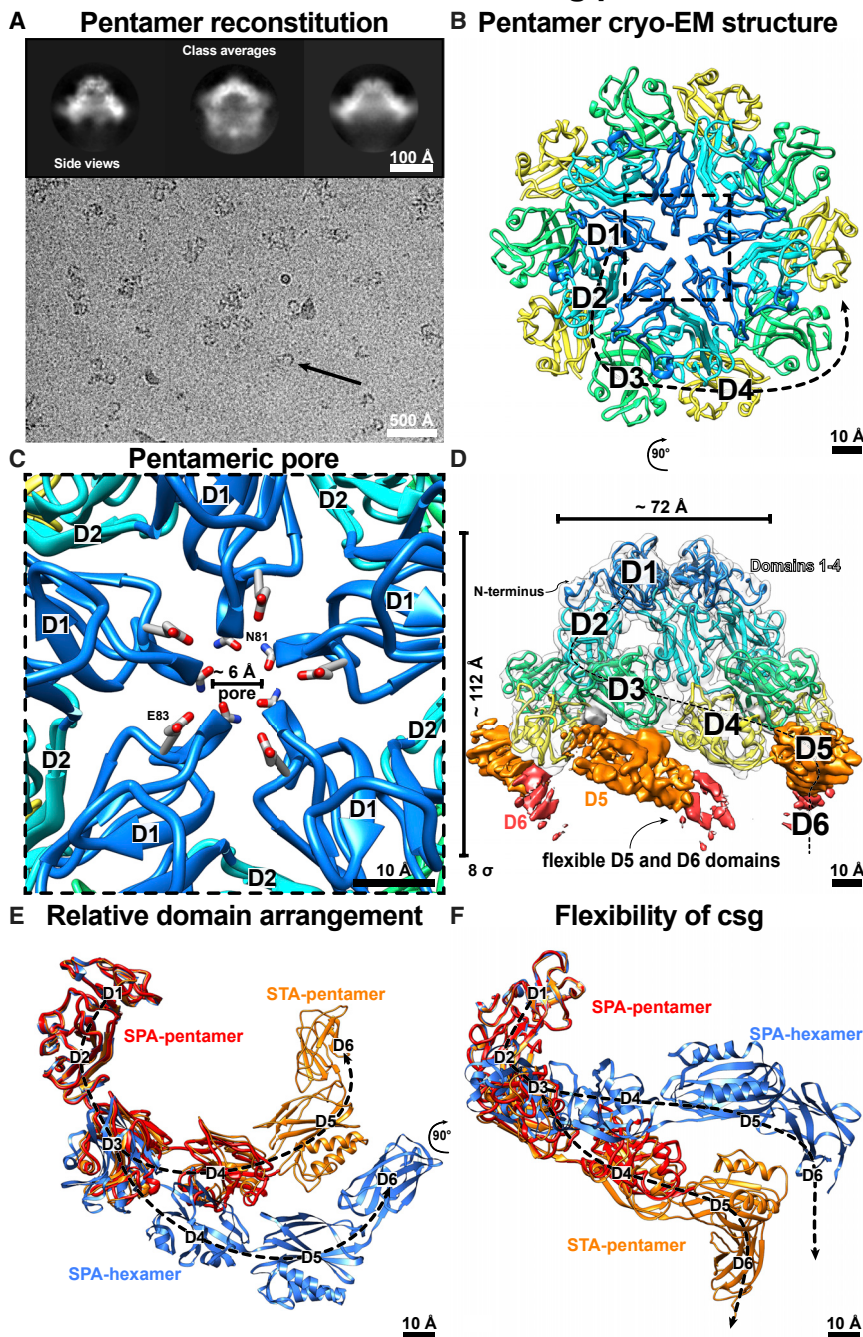 A Pentamer reconstitution
Class averages
Side views
100 Å
500 Å
B Pentamer cryo-EM structure
D1
D2
D3
D4
10 Å
90°
C Pentameric pore
D1
D2
D2
D1
D1
N81
~ 6 Å
pore
E83
D2
D2
D1
D1
D2
10 Å
D
~ 72 Å
Domains 1-4
N-terminus
D1
D2
~ 112 Å
D3
D4
D5
D5
D6
D6
flexible D5 and D6 domains
8 σ
10 Å
E Relative domain arrangement
D1
STA-pentamer
SPA-pentamer
D6
D2
D5
D3
D4
D6
D4
D5
SPA-hexamer
90°
10 Å
F Flexibility of csg
D1
SPA-pentamer
SPA-hexamer
D2
D3
D4
D5
D4
D6
D5
STA-pentamer
D6
10 Å